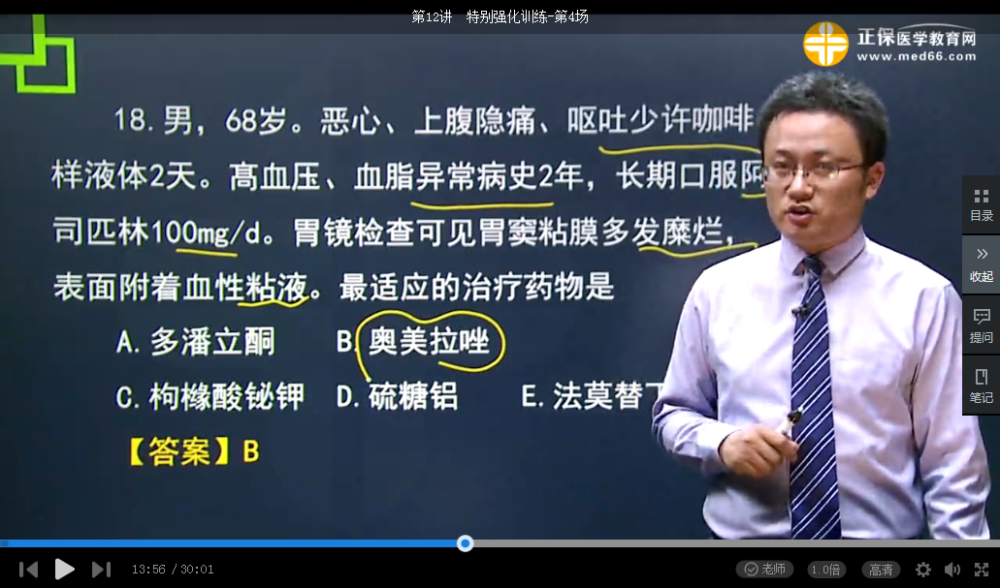 第12讲　特别强化训练-第4场
正保医学教育网
www.med66.com
18.男，68岁。恶心、上腹隐痛、呕吐少许咖啡
样液体2天。高血压、血脂异常病史2年，长期口服阿
司匹林100mg/d。胃镜检查可见胃窦粘膜多发糜烂，
表面附着血性粘液。最适应的治疗药物是
A.多潘立酮 B.奥美拉唑
C.枸橼酸铋钾 D.硫糖铝 E.法莫替丁
【答案】B
目录
收起
提问
笔记
13:56 / 30:01
老师 1.0倍 高清